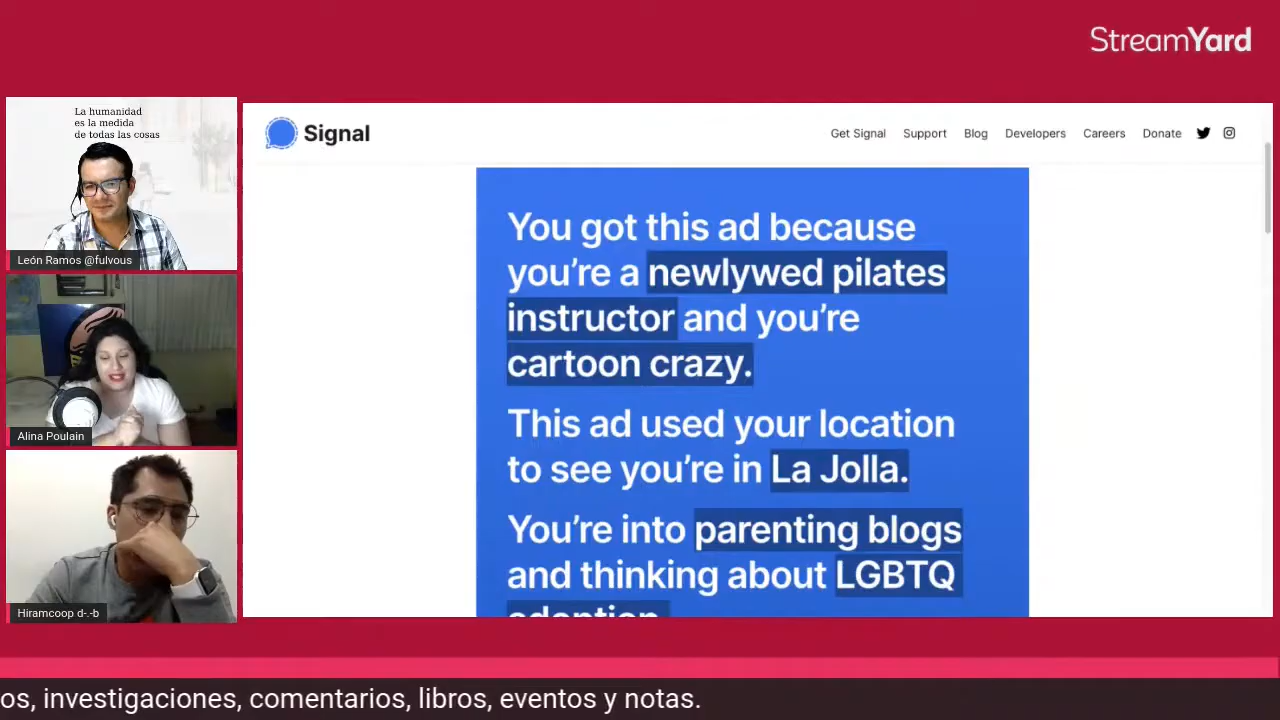 StreamYard
La humanidad
es la medida
de todas las cosas
León Ramos @fulvous
Alina Poulain
Hiramcoop d-.-b
Signal
Get Signal Support Blog Developers Careers Donate
You got this ad because
you’re a newlywed pilates
instructor and you’re
cartoon crazy.
This ad used your location
to see you’re in La Jolla.
You’re into parenting blogs
and thinking about LGBTQ
adoption.
os, investigaciones, comentarios, libros, eventos y notas.